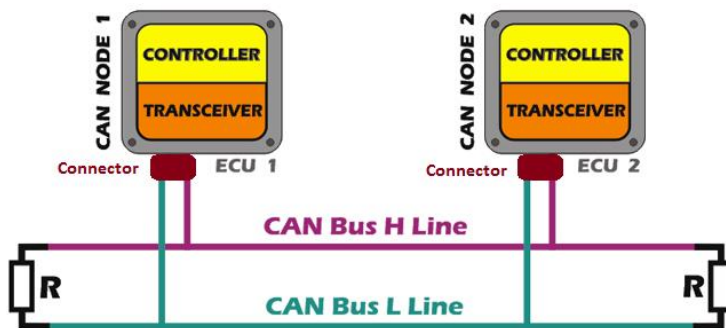 CAN NODE 1
CONTROLLER
TRANSCEIVER
Connector
ECU 1
CAN NODE 2
CONTROLLER
TRANSCEIVER
Connector
ECU 2
CAN Bus H Line
R
R
CAN Bus L Line